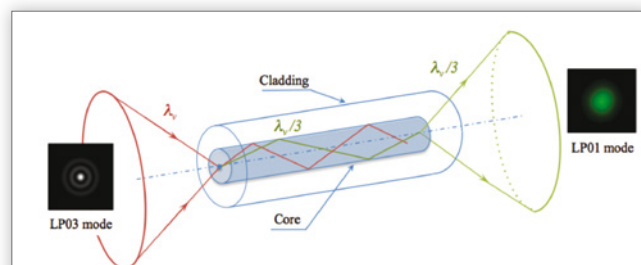 λv/3
Cladding
λv
λv/3
LP01 mode
LP03 mode
Core